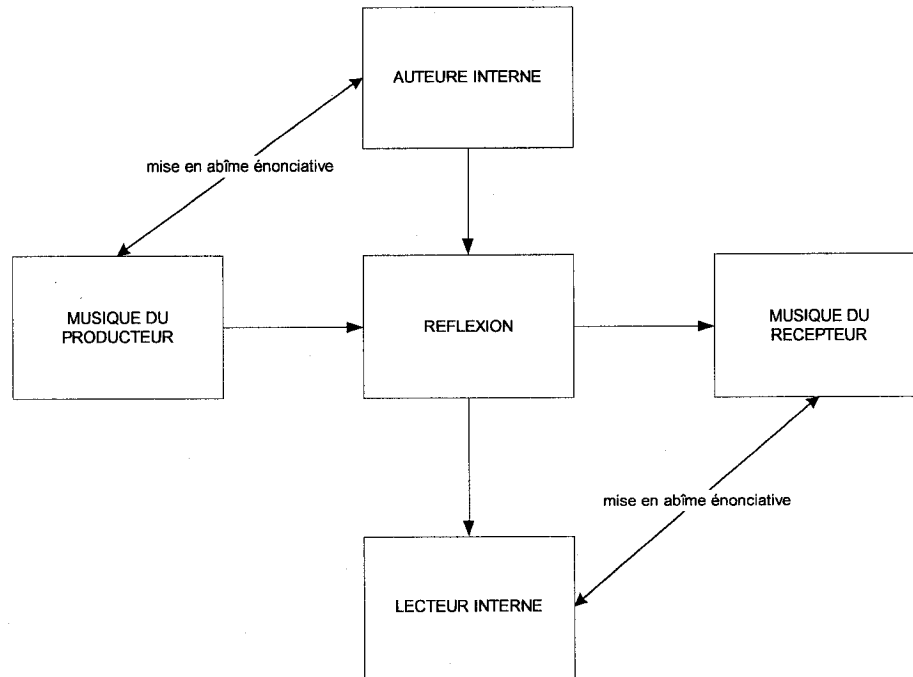 AUTEURE INTERNE
mise en abîme énonciative
MUSIQUE DU
PRODUCTEUR
REFLEXION
MUSIQUE DU
RECEPTEUR
mise en abîme énonciative
LECTEUR INTERNE